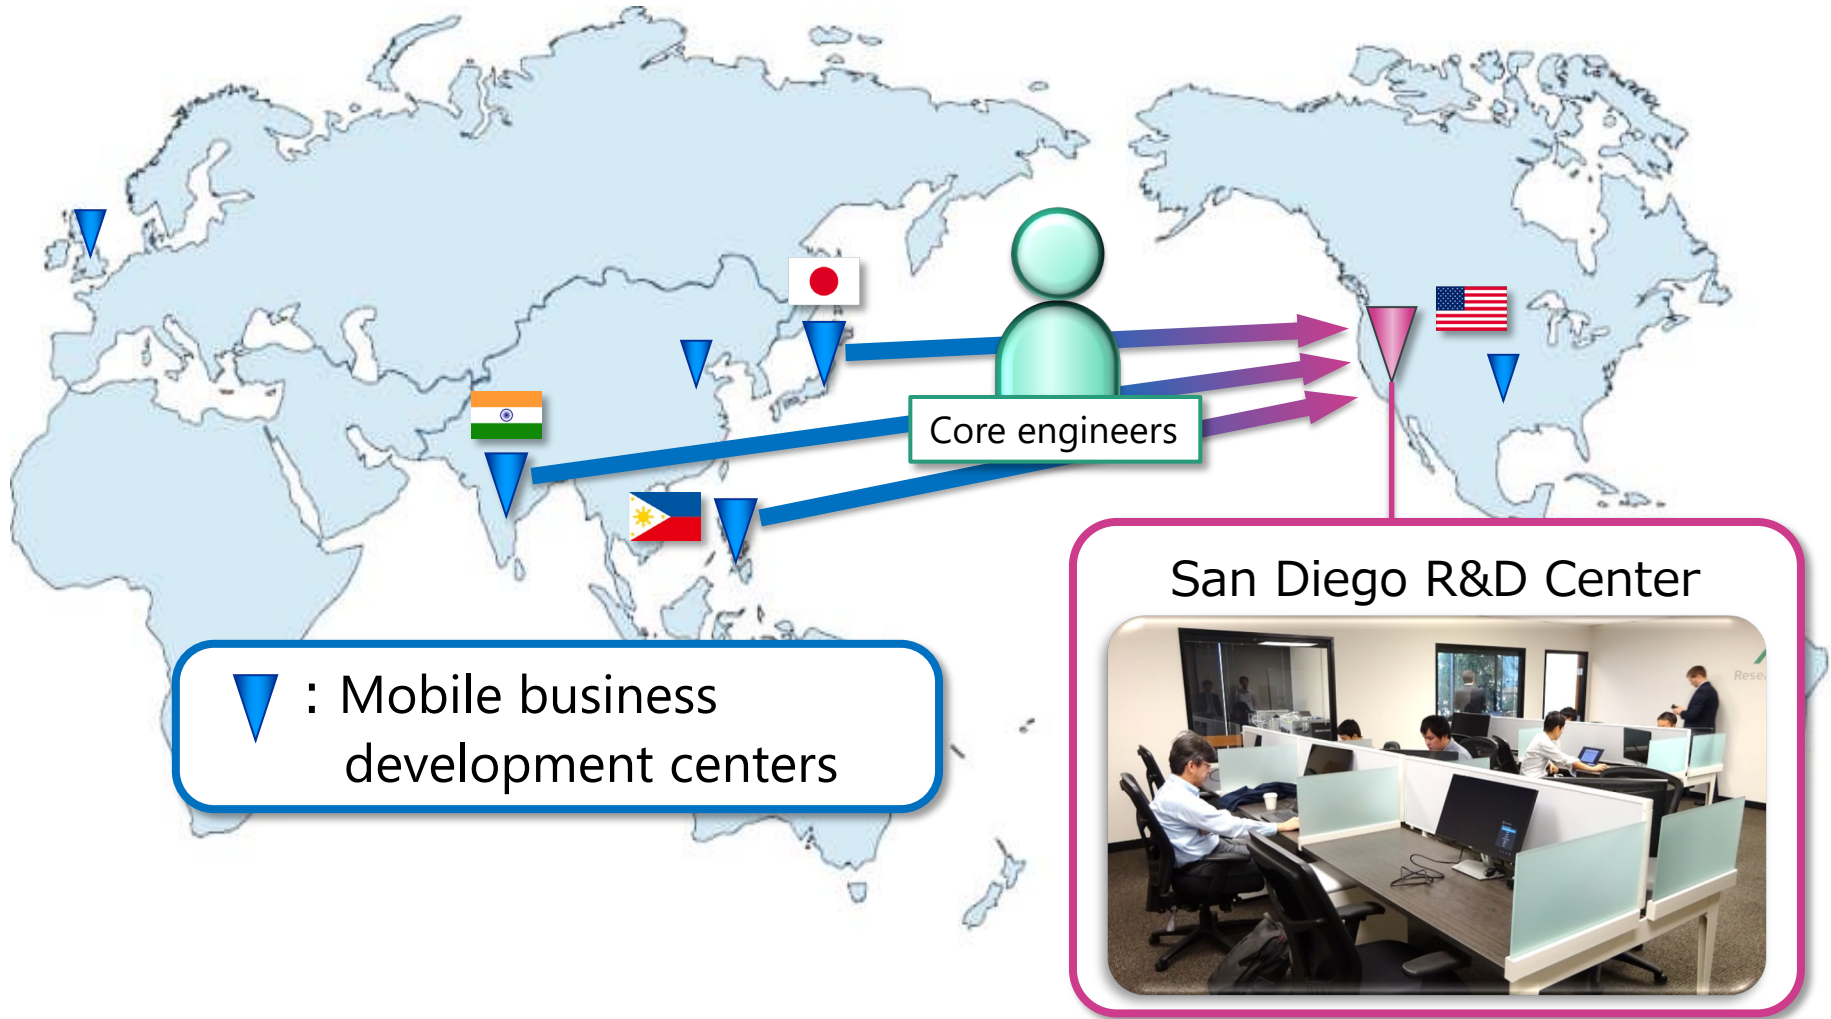 Core engineers
San Diego R&D Center
: Mobile business
development centers